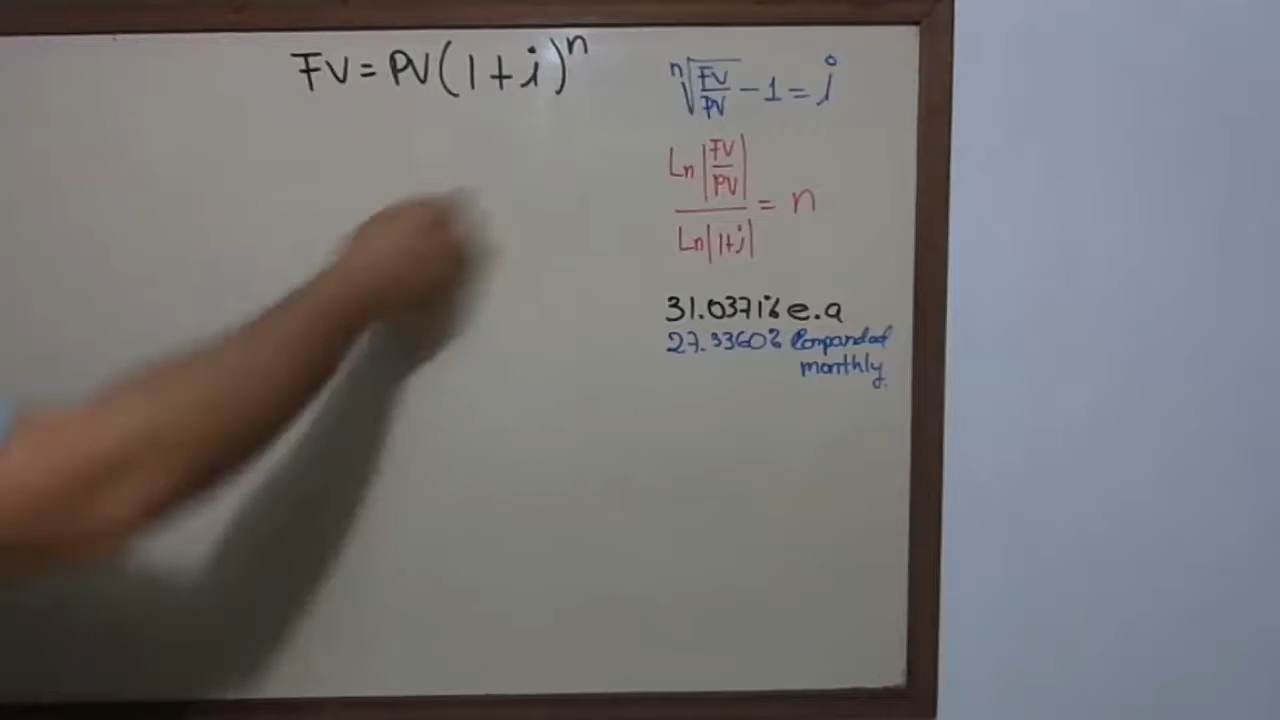 FV = PV(1+i)^n
n√(FV/PV) - 1 = i
Ln|FV/PV| / Ln|1+i| = n
31.0371% e.a
27.3360% Compounded
monthly